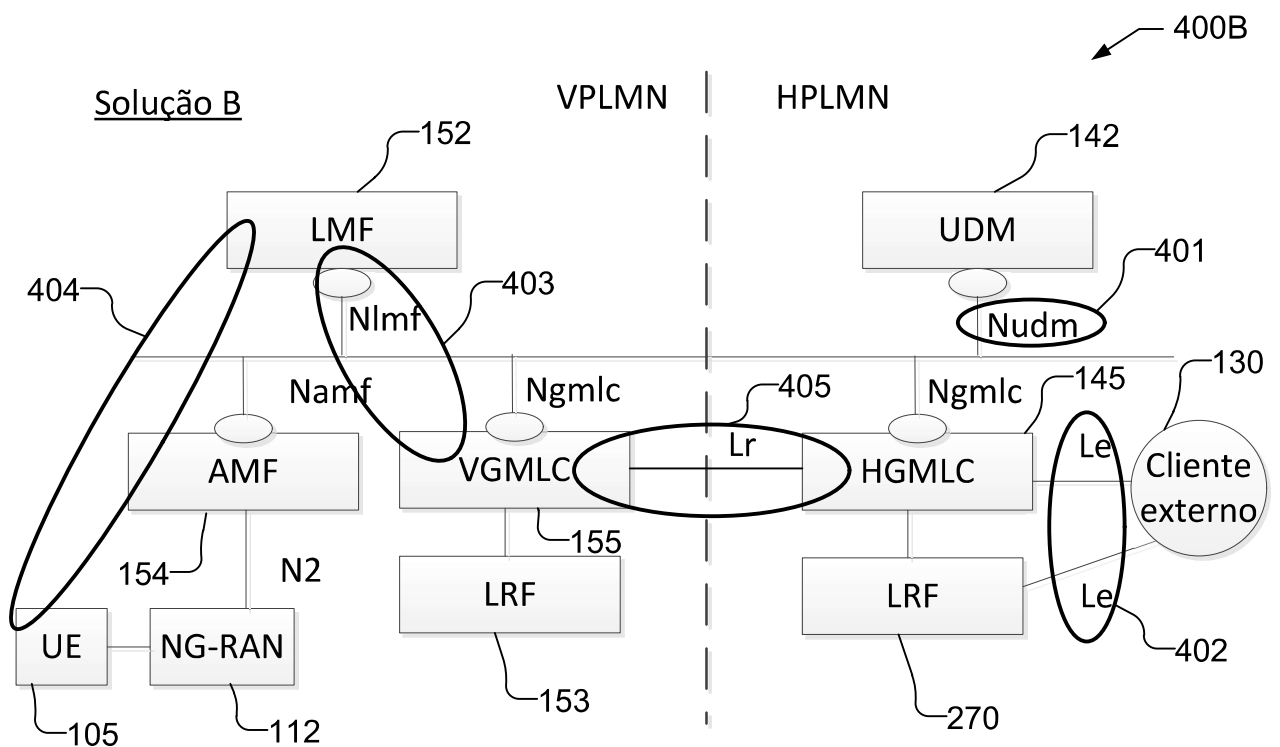 400B
Solução B
VPLMN
HPLMN
152
142
LMF
UDM
401
404
403
Nlmf
Nudm
130
Namf
Ngmlc
405
Ngmlc
145
Lr
Le
AMF
VGMLC
HGMLC
Cliente
externo
154
N2
155
LRF
LRF
Le
402
UE
NG-RAN
153
270
105
112